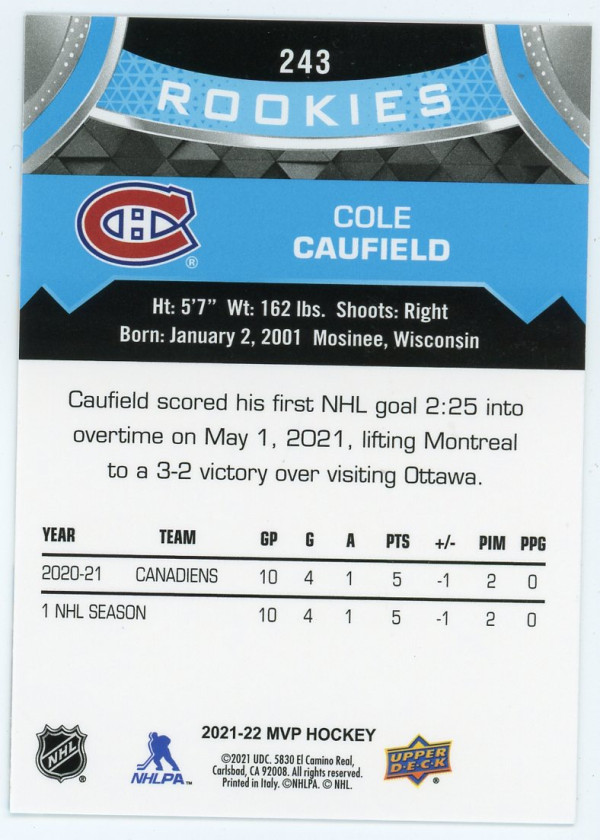 243
ROOKIES
COLE
CAUFIELD
®
Ht: 5'7" Wt: 162 lbs. Shoots: Right
Born: January 2, 2001 Mosinee, Wisconsin
Caufield scored his first NHL goal 2:25 into
overtime on May 1, 2021, lifting Montreal
to a 3-2 victory over visiting Ottawa.
YEAR TEAM GP G A PTS +/- PIM PPG
2020-21 CANADIENS 10 4 1 5 -1 2 0
1 NHL SEASON 10 4 1 5 -1 2 0
2021-22 MVP HOCKEY
©2021 UDC. 5830 El Camino Real,
Carlsbad, CA 92008. All rights reserved.
Printed in Italy. ©NHLPA. © NHL.
NHL ®
NHLPA™
UPPER
DECK ®